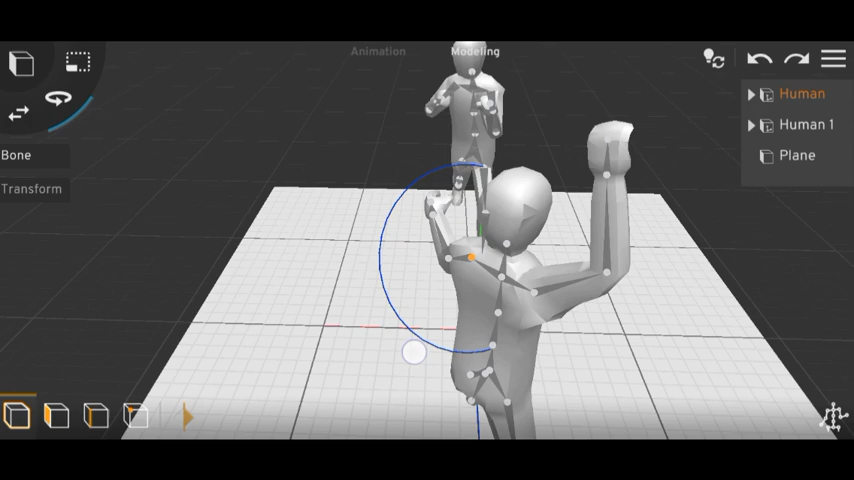 Animation
Modeling
Human
Human 1
Plane
Bone
Transform